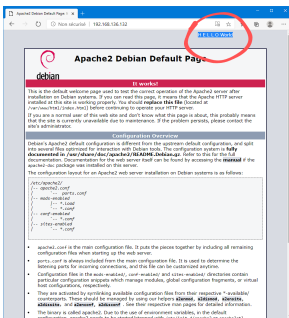 Apache2 Debian Default Page: It
Non sécurisé | 192.168.136.132
H E L L O World
Apache2 Debian Default Page
debian
It works!
This is the default welcome page used to test the correct operation of the Apache2 server after
installation on Debian systems. If you can read this page, it means that the Apache HTTP server
installed at this site is working properly. You should replace this file (located at
/var/www/html/index.html) before continuing to operate your HTTP server.
If you are a normal user of this web site and don't know what this page is about, this probably means
that the site is currently unavailable due to maintenance. If the problem persists, please contact the
site's administrator.
Configuration Overview
Debian's Apache2 default configuration is different from the upstream default configuration, and split
into several files optimized for interaction with Debian tools. The configuration system is fully
documented in /usr/share/doc/apache2/README.Debian.gz. Refer to this for the full
documentation. Documentation for the web server itself can be found by accessing the manual if the
apache2-doc package was installed on this server.
The configuration layout for an Apache2 web server installation on Debian systems is as follows:
/etc/apache2/
|-- apache2.conf
|       `-- ports.conf
|-- mods-enabled
|       |-- *.load
|       `-- *.conf
|-- conf-enabled
|       `-- *.conf
|-- sites-enabled
|       `-- *.conf
• apache2.conf is the main configuration file. It puts the pieces together by including all remaining
configuration files when starting up the web server.
• ports.conf is always included from the main configuration file. It is used to determine the
listening ports for incoming connections, and this file can be customized anytime.
• Configuration files in the mods-enabled/, conf-enabled/ and sites-enabled/ directories contain
particular configuration snippets which manage modules, global configuration fragments, or virtual
host configurations, respectively.
• They are activated by symlinking available configuration files from their respective *-available/
counterparts. These should be managed by using our helpers a2enmod, a2dismod, a2ensite,
a2dissite, and a2enconf, a2disconf . See their respective man pages for detailed information.
• The binary is called apache2. Due to the use of environment variables, in the default